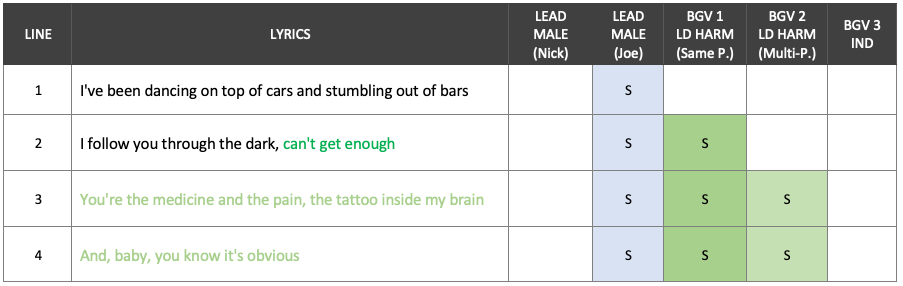 LINE LYRICS LEAD MALE (Nick) LEAD MALE (Joe) BGV 1 LD HARM (Same P.) BGV 2 LD HARM (Multi-P.) BGV 3 IND
1 I've been dancing on top of cars and stumbling out of bars S
2 I follow you through the dark, can't get enough S S
3 You're the medicine and the pain, the tattoo inside my brain S S S
4 And, baby, you know it's obvious S S S